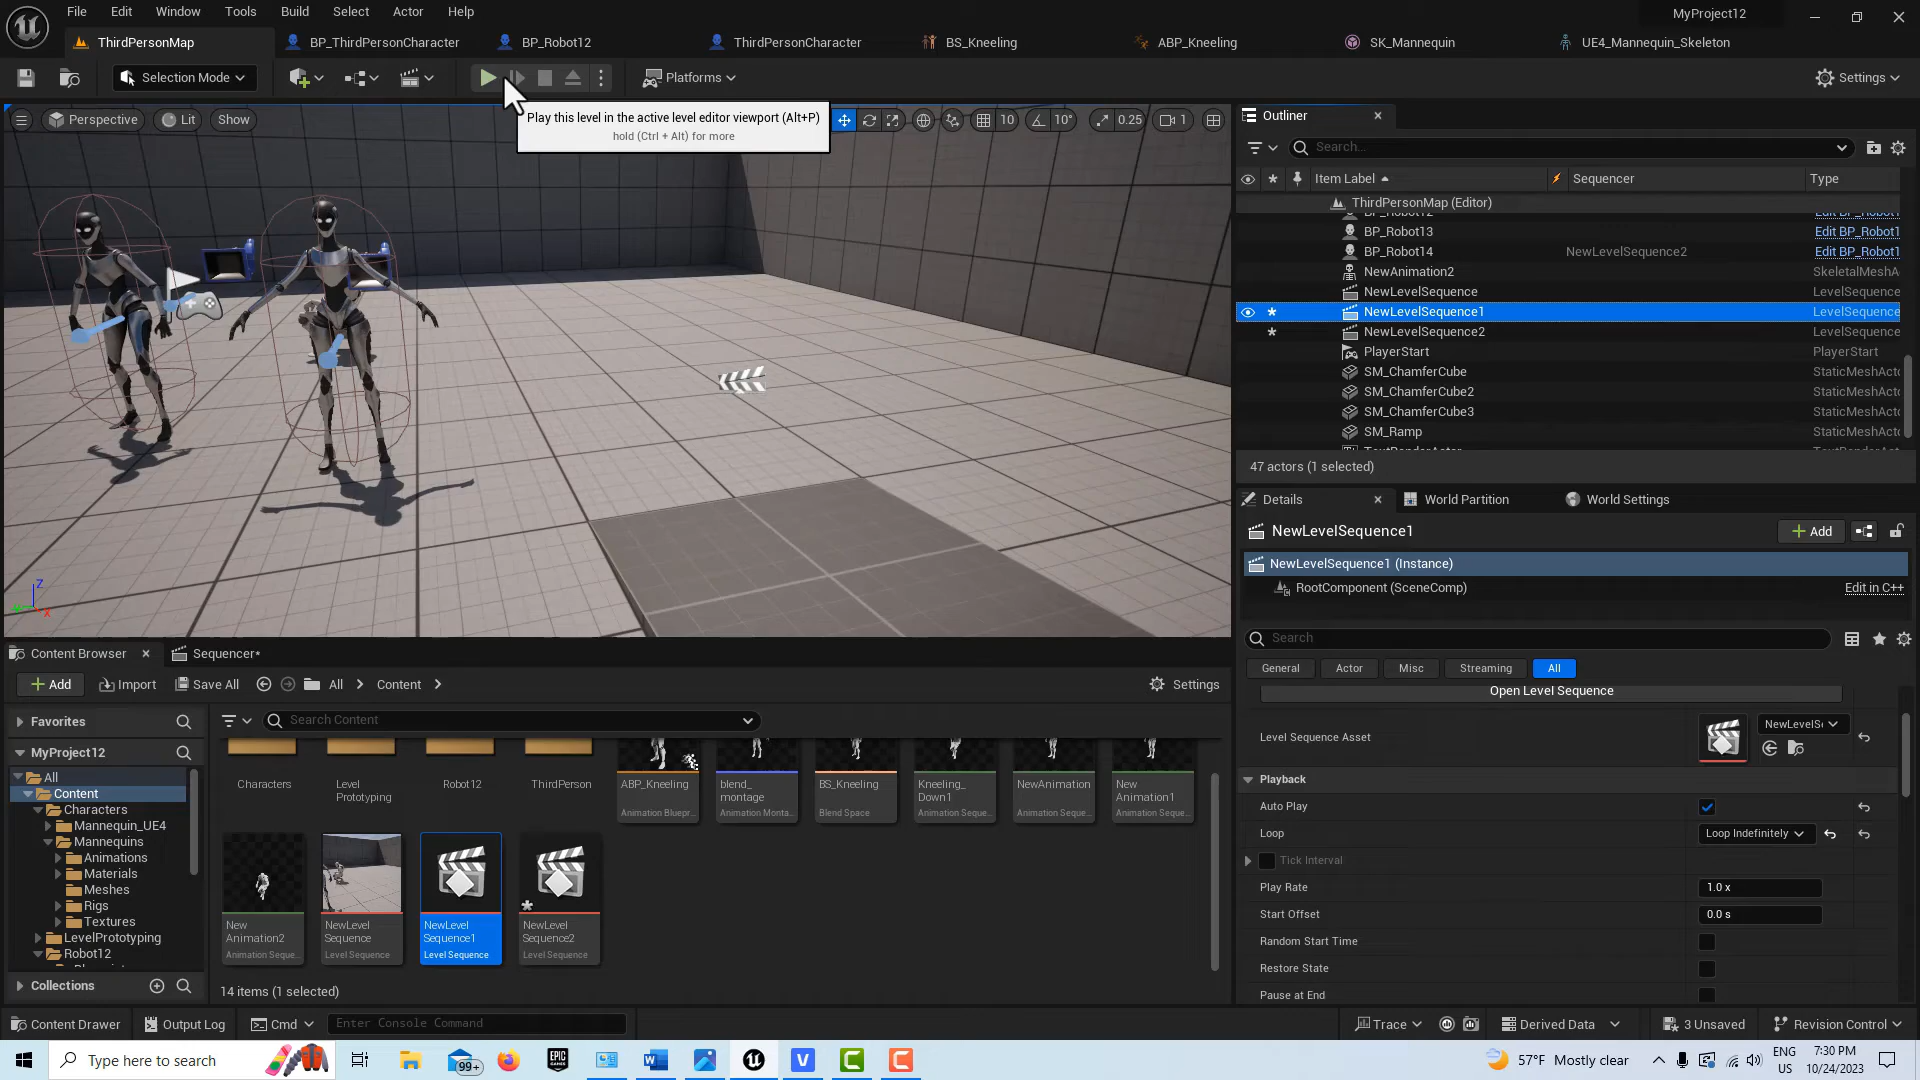 File Edit Window Tools Build Select Actor Help
MyProject12
ThirdPersonMap BP_ThirdPersonCharacter BP_Robot12 ThirdPersonCharacter BS_Kneeling ABP_Kneeling SK_Mannequin UE4_Mannequin_Skeleton
Selection Mode Platforms Settings
Perspective Lit Show 10 10° 0.25 1
Play this level in the active level editor viewport (Alt+P)
hold (Ctrl + Alt) for more
Outliner
Search...
Item Label Sequencer Type
ThirdPersonMap (Editor)
BP_Robot12 Edit BP_Robot1
BP_Robot13 Edit BP_Robot1
BP_Robot14 NewLevelSequence2 Edit BP_Robot1
NewAnimation2 SkeletalMeshA
NewLevelSequence LevelSequence
NewLevelSequence1 LevelSequence
NewLevelSequence2 LevelSequence
PlayerStart PlayerStart
SM_ChamferCube StaticMeshActo
SM_ChamferCube2 StaticMeshActo
SM_ChamferCube3 StaticMeshActo
SM_Ramp StaticMeshActo
47 actors (1 selected)
Details World Partition World Settings
NewLevelSequence1 Add
NewLevelSequence1 (Instance)
RootComponent (SceneComp) Edit in C++
Search
General Actor Misc Streaming All
Open Level Sequence
Level Sequence Asset NewLevelS
Playback
Auto Play
Loop Loop Indefinitely
Tick Interval
Play Rate 1.0 x
Start Offset 0.0 s
Random Start Time
Restore State
Pause at End
Z
X
Content Browser Sequencer*
Add Import Save All All Content Settings
Favorites
Search Content
MyProject12
All
Content
Characters
Mannequin_UE4
Mannequins
Animations
Materials
Meshes
Rigs
Textures
LevelPrototyping
Robot12
Collections
Characters
Level
Prototyping
Robot12
ThirdPerson
ABP_Kneeling
Animation Bluepr...
blend_
montage
Animation Monta...
BS_Kneeling
Blend Space
Kneeling_
Down1
Animation Seque...
NewAnimation
Animation Seque...
New
Animation1
Animation Seque...
New
Animation2
Animation Seque...
NewLevel
Sequence
Level Sequence
NewLevel
Sequence1
Level Sequence
NewLevel
Sequence2
Level Sequence
14 items (1 selected)
Content Drawer Output Log Cmd Enter Console Command Trace Derived Data 3 Unsaved Revision Control
Type here to search 99+ EPIC GAMES 57°F Mostly clear ENG US 7:30 PM 10/24/2023